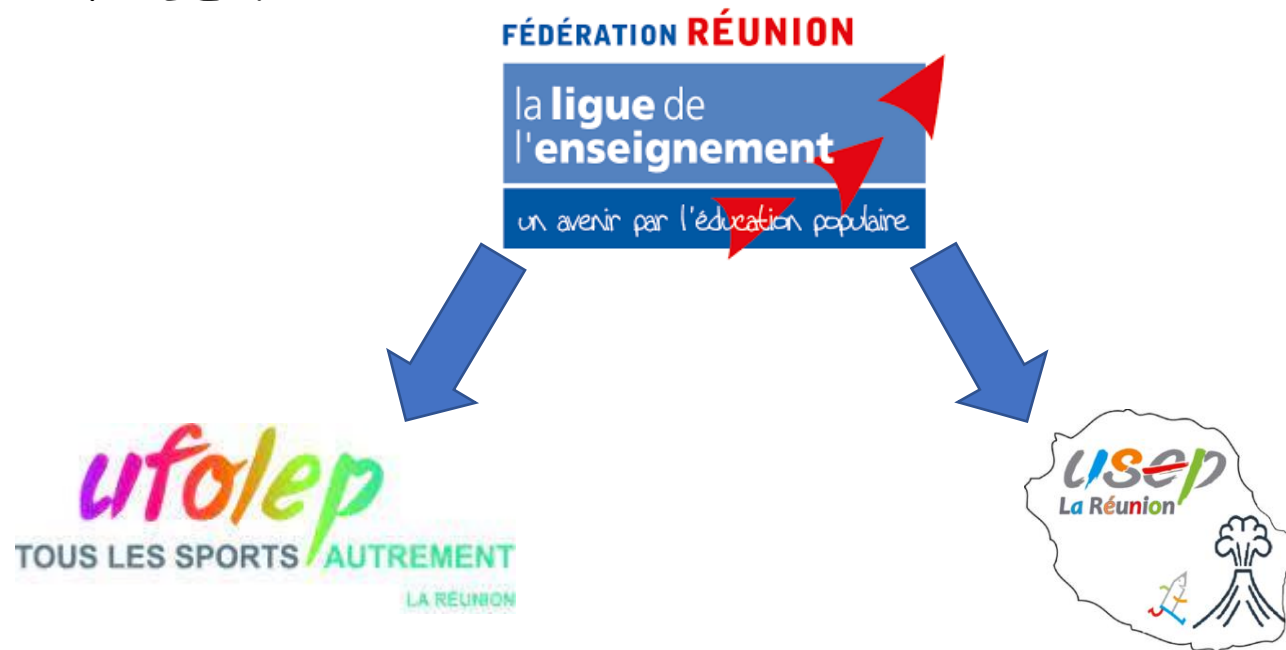 FÉDÉRATION RÉUNION
la ligue de
l'enseignement
un avenir par l'éducation populaire
ufolep
TOUS LES SPORTS AUTREMENT
LA RÉUNION
usep
La Réunion